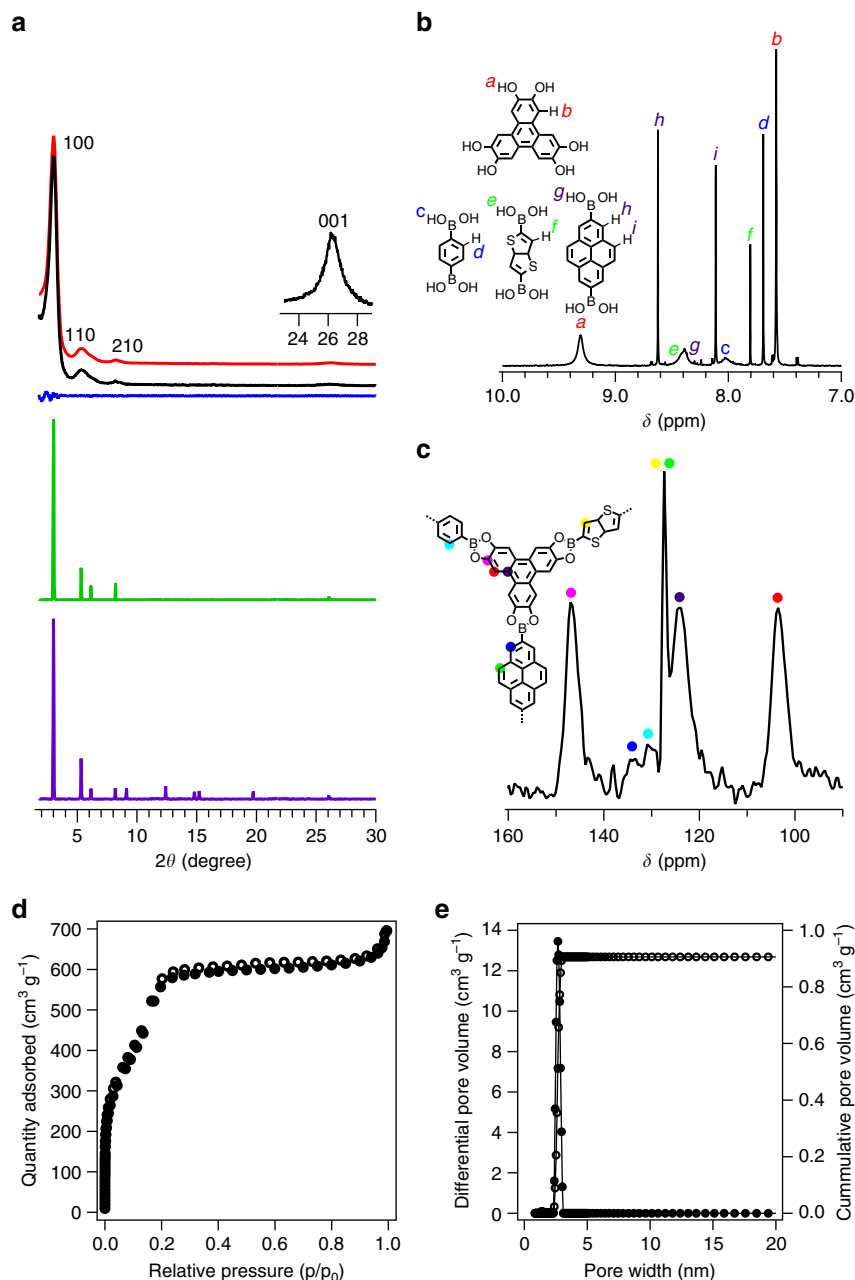 a
100
001
110
210
24 26 28
5 10 15 20 25 30
2θ (degree)
b
a HO OH
b
HO H
HO OH
HO OH
h
b
d
i
f
e
g
c HO OH
B
H
d
B
HO OH
HO OH
B
S
H f
S
B
HO OH
HO OH
B
H h
H i
B
HO OH
a
e
g
c
10.0 9.0 8.0 7.0
δ (ppm)
c
B O O
O O B
S
S
O O
B
160 140 120 100
δ (ppm)
d
700
600
500
400
300
200
100
0
Quantity adsorbed (cm³ g⁻¹)
0.0 0.2 0.4 0.6 0.8 1.0
Relative pressure (p/p₀)
e
14
12
10
8
6
4
2
0
Differential pore volume (cm³ g⁻¹)
1.0
0.8
0.6
0.4
0.2
0.0
Cummulative pore volume (cm³ g⁻¹)
0 5 10 15 20
Pore width (nm)